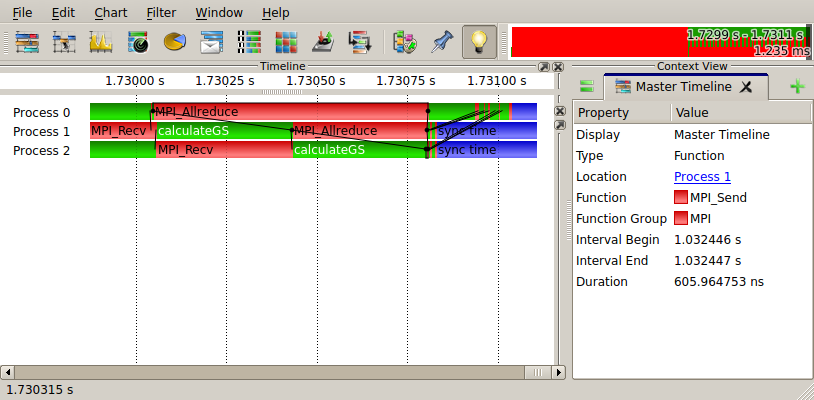 File Edit Chart Filter Window Help
1.7299 s - 1.7311 s
1.235 ms
Timeline
1.73000 s 1.73025 s 1.73050 s 1.73075 s 1.73100 s
Process 0 MPI_Allreduce
Process 1 MPI_Recv calculateGS MPI_Allreduce sync time
Process 2 MPI_Recv calculateGS sync time
Context View
Master Timeline
Property Value
Display Master Timeline
Type Function
Location Process 1
Function MPI_Send
Function Group MPI
Interval Begin 1.032446 s
Interval End 1.032447 s
Duration 605.964753 ns
1.730315 s